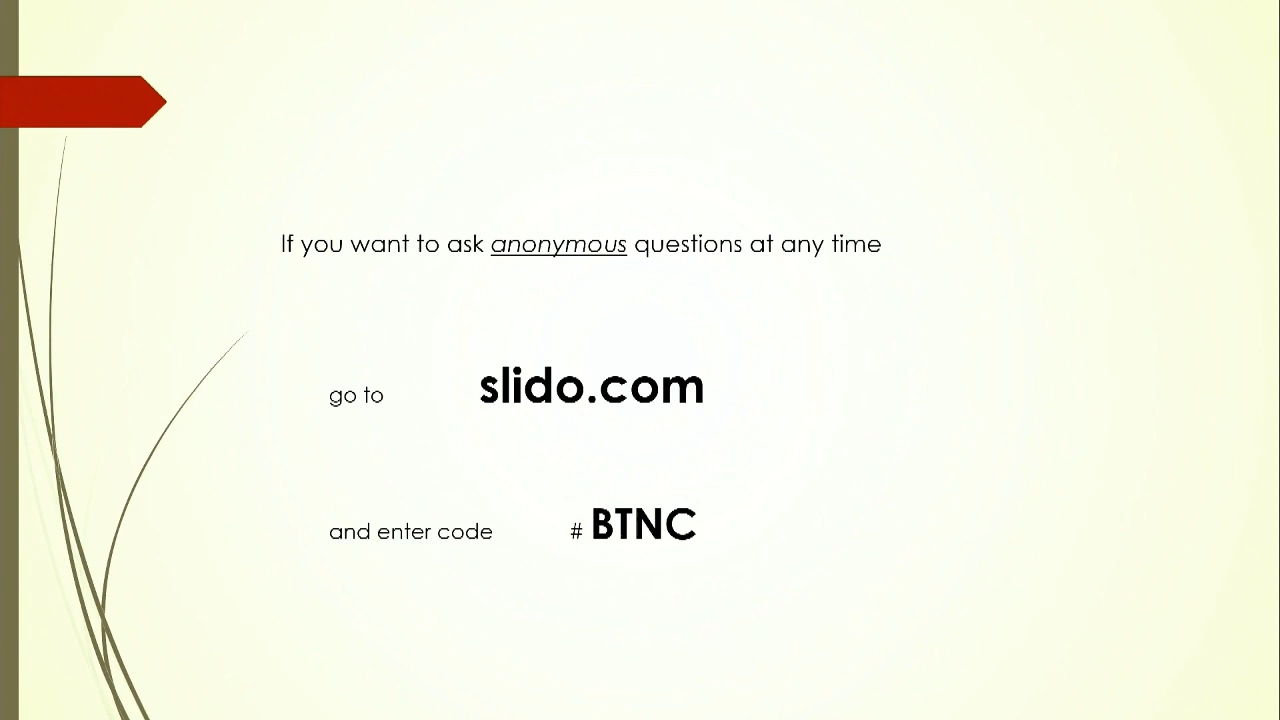 If you want to ask anonymous questions at any time
go to slido.com
and enter code # BTNC